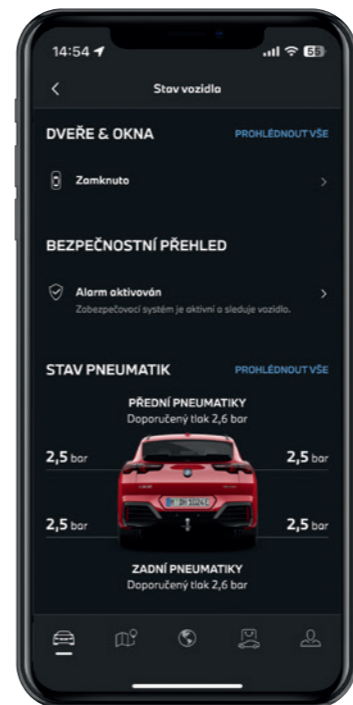 14:54
55
Stav vozidla
DVEŘE & OKNA
PROHLÉDNOUT VŠE
Zamknuto
BEZPEČNOSTNÍ PŘEHLED
Alarm aktivován
Zabezpečovací systém je aktivní a sleduje vozidlo.
STAV PNEUMATIK
PROHLÉDNOUT VŠE
PŘEDNÍ PNEUMATIKY
Doporučený tlak 2,6 bar
2,5 bar
2,5 bar
2,5 bar
2,5 bar
ZADNÍ PNEUMATIKY
Doporučený tlak 2,6 bar